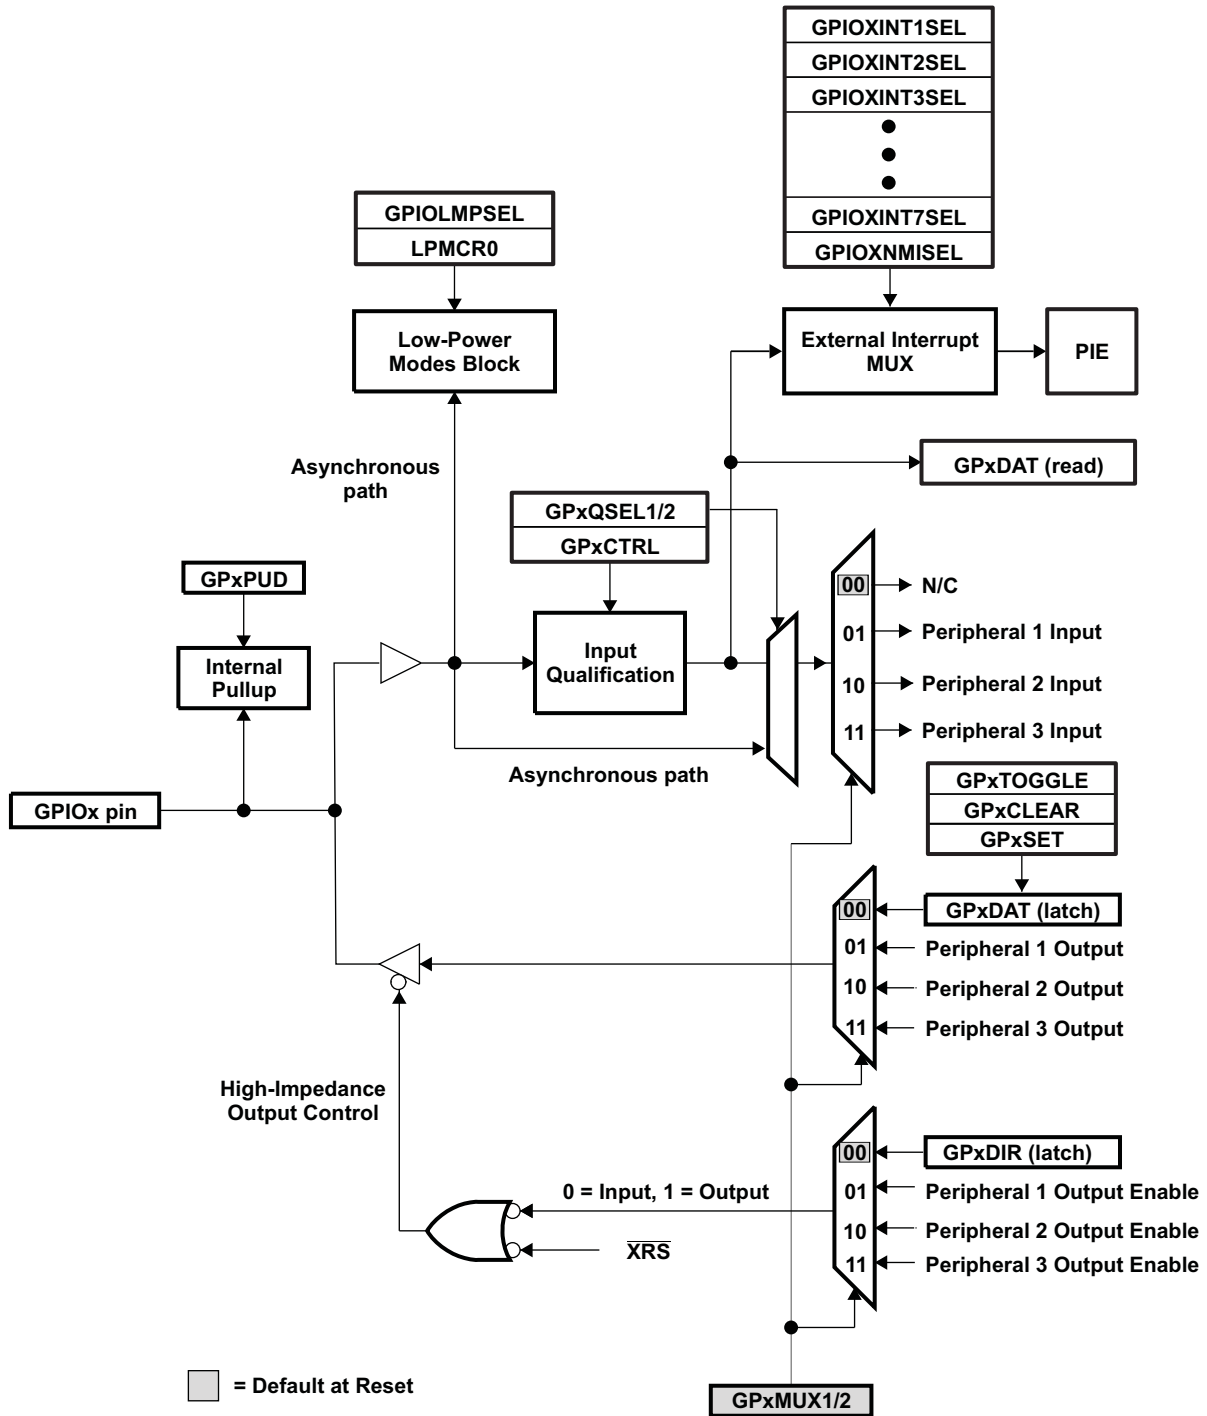 GPIOXINT1SEL
GPIOXINT2SEL
GPIOXINT3SEL
GPIOXINT7SEL
GPIOXNMISEL
GPIOLMPSEL
LPMCR0
Low-Power
Modes Block
External Interrupt
MUX
PIE
Asynchronous
path
GPxDAT (read)
GPxQSEL1/2
GPxCTRL
GPxPUD
Internal
Pullup
Input
Qualification
00
N/C
01
Peripheral 1 Input
10
Peripheral 2 Input
11
Peripheral 3 Input
Asynchronous path
GPIOx pin
GPxTOGGLE
GPxCLEAR
GPxSET
00
GPxDAT (latch)
01
Peripheral 1 Output
10
Peripheral 2 Output
11
Peripheral 3 Output
High-Impedance
Output Control
00
GPxDIR (latch)
0 = Input, 1 = Output
01
Peripheral 1 Output Enable
10
Peripheral 2 Output Enable
XRS
11
Peripheral 3 Output Enable
= Default at Reset
GPxMUX1/2